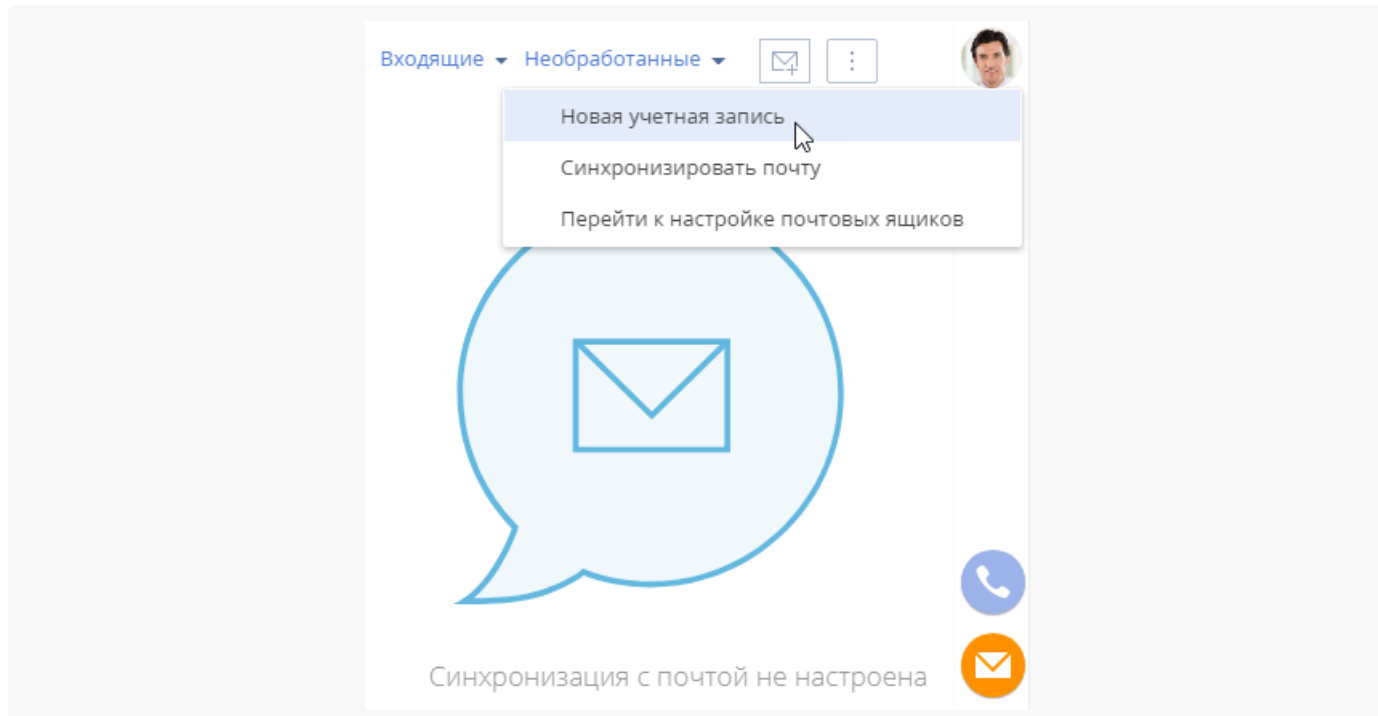 Входящие Необработанные
Новая учетная запись
Синхронизировать почту
Перейти к настройке почтовых ящиков
Синхронизация с почтой не настроена